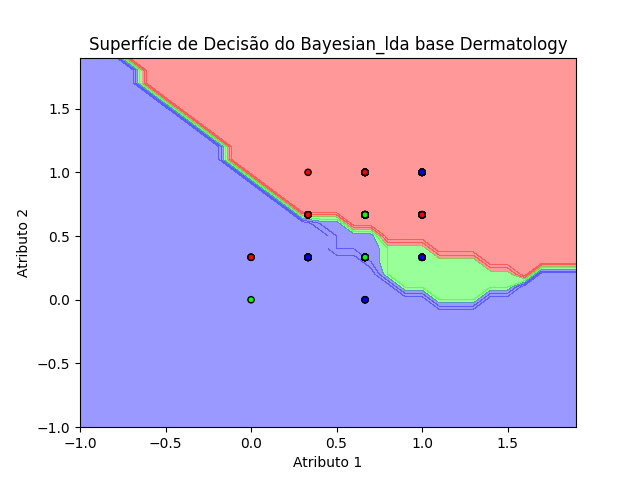 Superfície de Decisão do Bayesian_lda base Dermatology
Atributo 2
1.5
1.0
0.5
0.0
−0.5
−1.0
−1.0 −0.5 0.0 0.5 1.0 1.5
Atributo 1